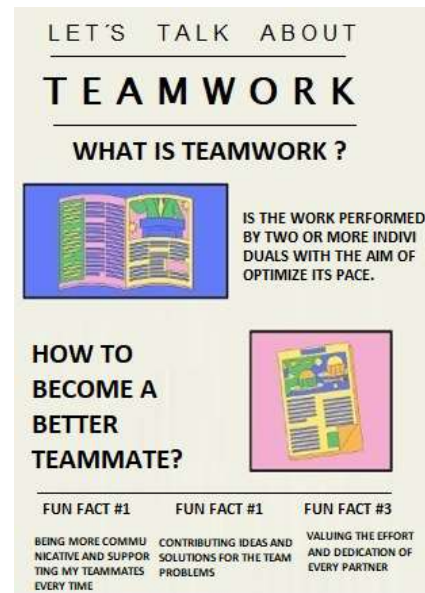 LET´S TALK ABOUT
TEAMWORK
WHAT IS TEAMWORK ?
IS THE WORK PERFORMED
BY TWO OR MORE INDIVI
DUALS WITH THE AIM OF
OPTIMIZE ITS PACE.
HOW TO
BECOME A
BETTER
TEAMMATE?
FUN FACT #1
BEING MORE COMMU
NICATIVE AND SUPPOR
TING MY TEAMMATES
EVERY TIME
FUN FACT #1
CONTRIBUTING IDEAS AND
SOLUTIONS FOR THE TEAM
PROBLEMS
FUN FACT #3
VALUING THE EFFORT
AND DEDICATION OF
EVERY PARTNER